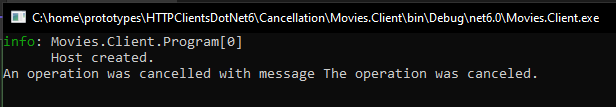 C:\home\prototypes\HTTPClientsDotNet6\Cancellation\Movies.Client\bin\Debug\net6.0\Movies.Client.exe
info: Movies.Client.Program[0]
Host created.
An operation was cancelled with message The operation was canceled.